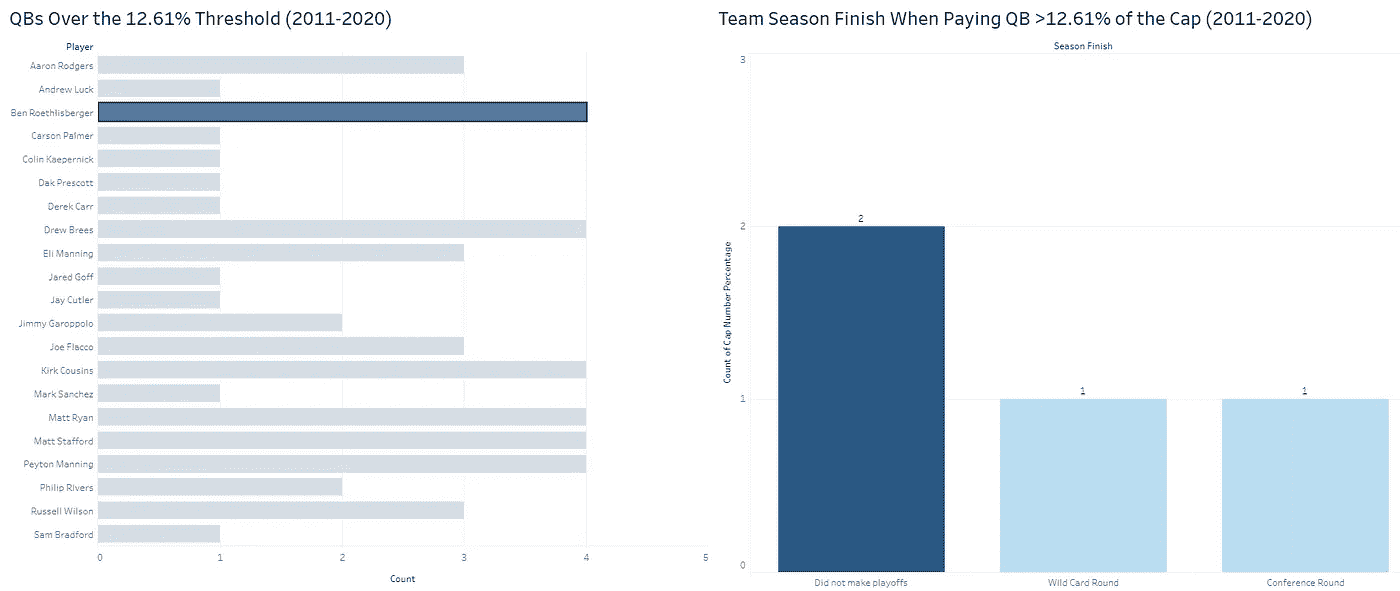 QBs Over the 12.61% Threshold (2011-2020)
Player
Aaron Rodgers
Andrew Luck
Ben Roethlisberger
Carson Palmer
Colin Kaepernick
Dak Prescott
Derek Carr
Drew Brees
Eli Manning
Jared Goff
Jay Cutler
Jimmy Garoppolo
Joe Flacco
Kirk Cousins
Mark Sanchez
Matt Ryan
Matt Stafford
Peyton Manning
Philip Rivers
Russell Wilson
Sam Bradford
0 1 2 3 4 5
Count
Team Season Finish When Paying QB >12.61% of the Cap (2011-2020)
Season Finish
Count of Cap Number Percentage
3
2
1
0
2
1
1
Did not make playoffs
Wild Card Round
Conference Round